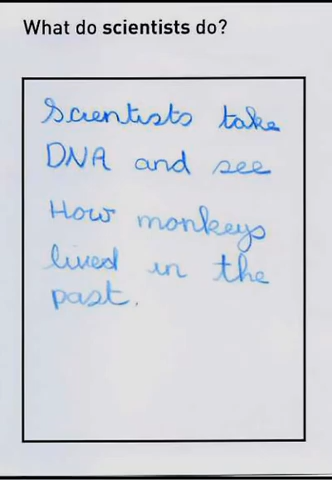 What do scientists do?
Scientists take
DNA and see
How monkeys
lived in the
past.